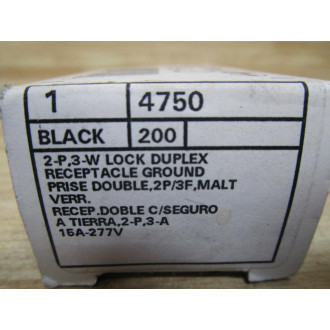 1 4750
BLACK 200
2-P,3-W LOCK DUPLEX
RECEPTACLE GROUND
PRISE DOUBLE,2P/3F,MALT
VERR.
RECEP.DOBLE C/SEGURO
A TIERRA,2-P,3-A
15A-277V